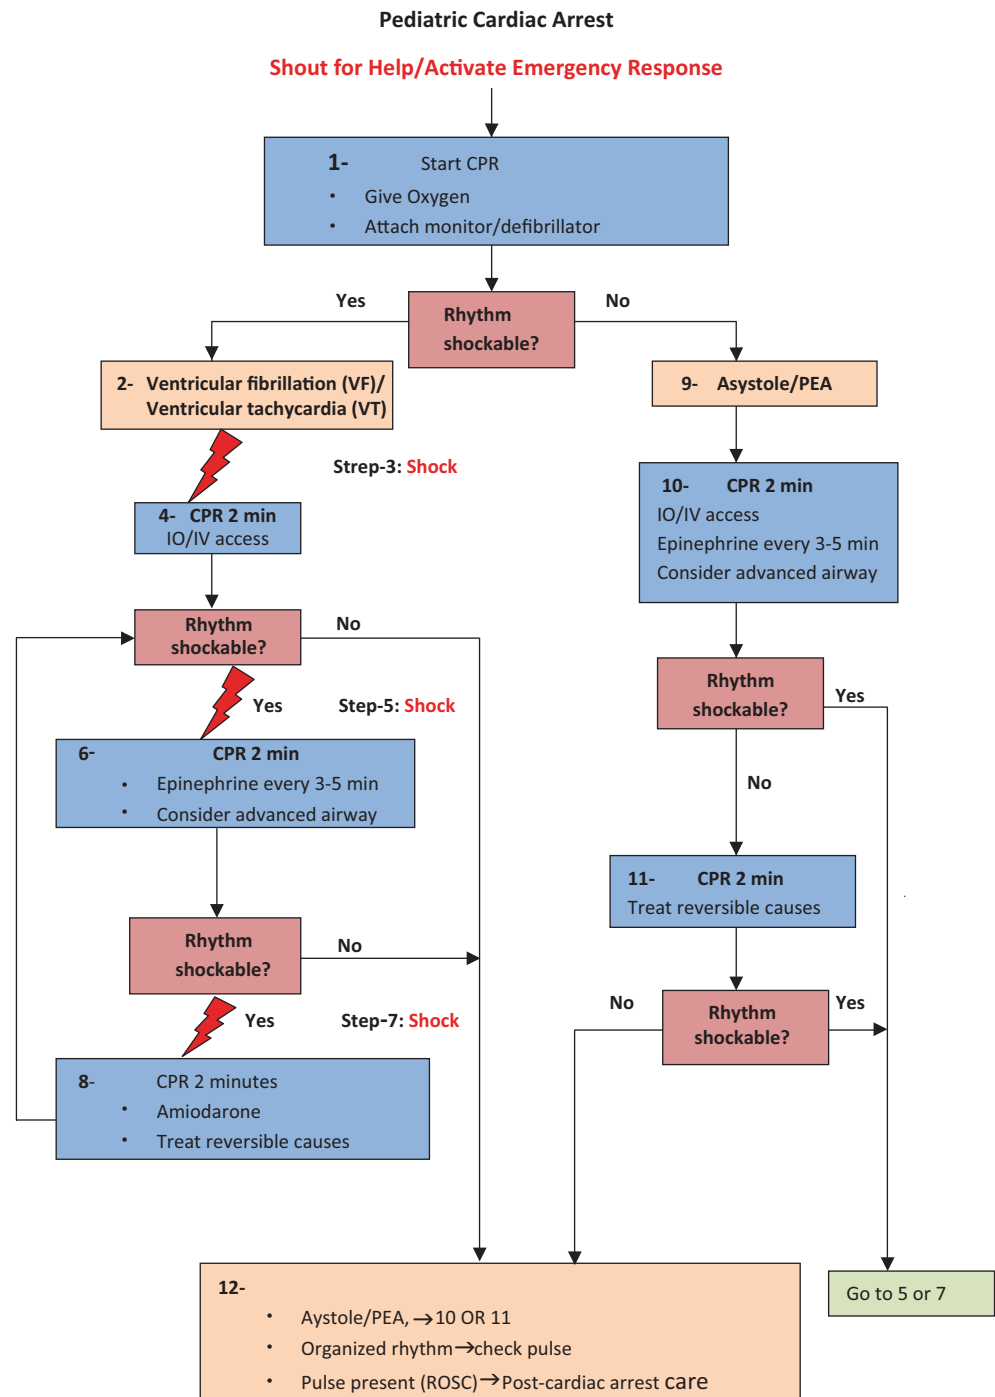 Pediatric Cardiac Arrest
Shout for Help/Activate Emergency Response
1- Start CPR
• Give Oxygen
• Attach monitor/defibrillator
Yes
No
Rhythm
shockable?
2- Ventricular fibrillation (VF)/
Ventricular tachycardia (VT)
9- Asystole/PEA
Strep-3: Shock
4- CPR 2 min
IO/IV access
10- CPR 2 min
IO/IV access
Epinephrine every 3-5 min
Consider advanced airway
Rhythm
shockable?
No
Yes
Step-5: Shock
Rhythm
shockable?
Yes
No
6- CPR 2 min
• Epinephrine every 3-5 min
• Consider advanced airway
11- CPR 2 min
Treat reversible causes
Rhythm
shockable?
No
Yes
Step-7: Shock
No
Rhythm
shockable?
Yes
8- CPR 2 minutes
• Amiodarone
• Treat reversible causes
12-
• Aystole/PEA, → 10 OR 11
• Organized rhythm → check pulse
• Pulse present (ROSC) → Post-cardiac arrest care
Go to 5 or 7